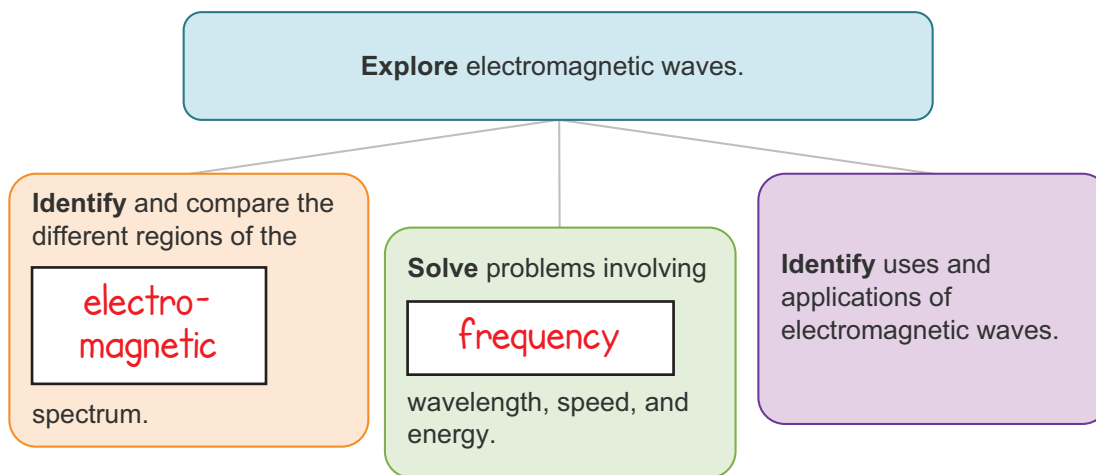 Explore electromagnetic waves.
Identify and compare the
different regions of the
electro-
magnetic
spectrum.
Solve problems involving
frequency
wavelength, speed, and
energy.
Identify uses and
applications of
electromagnetic waves.